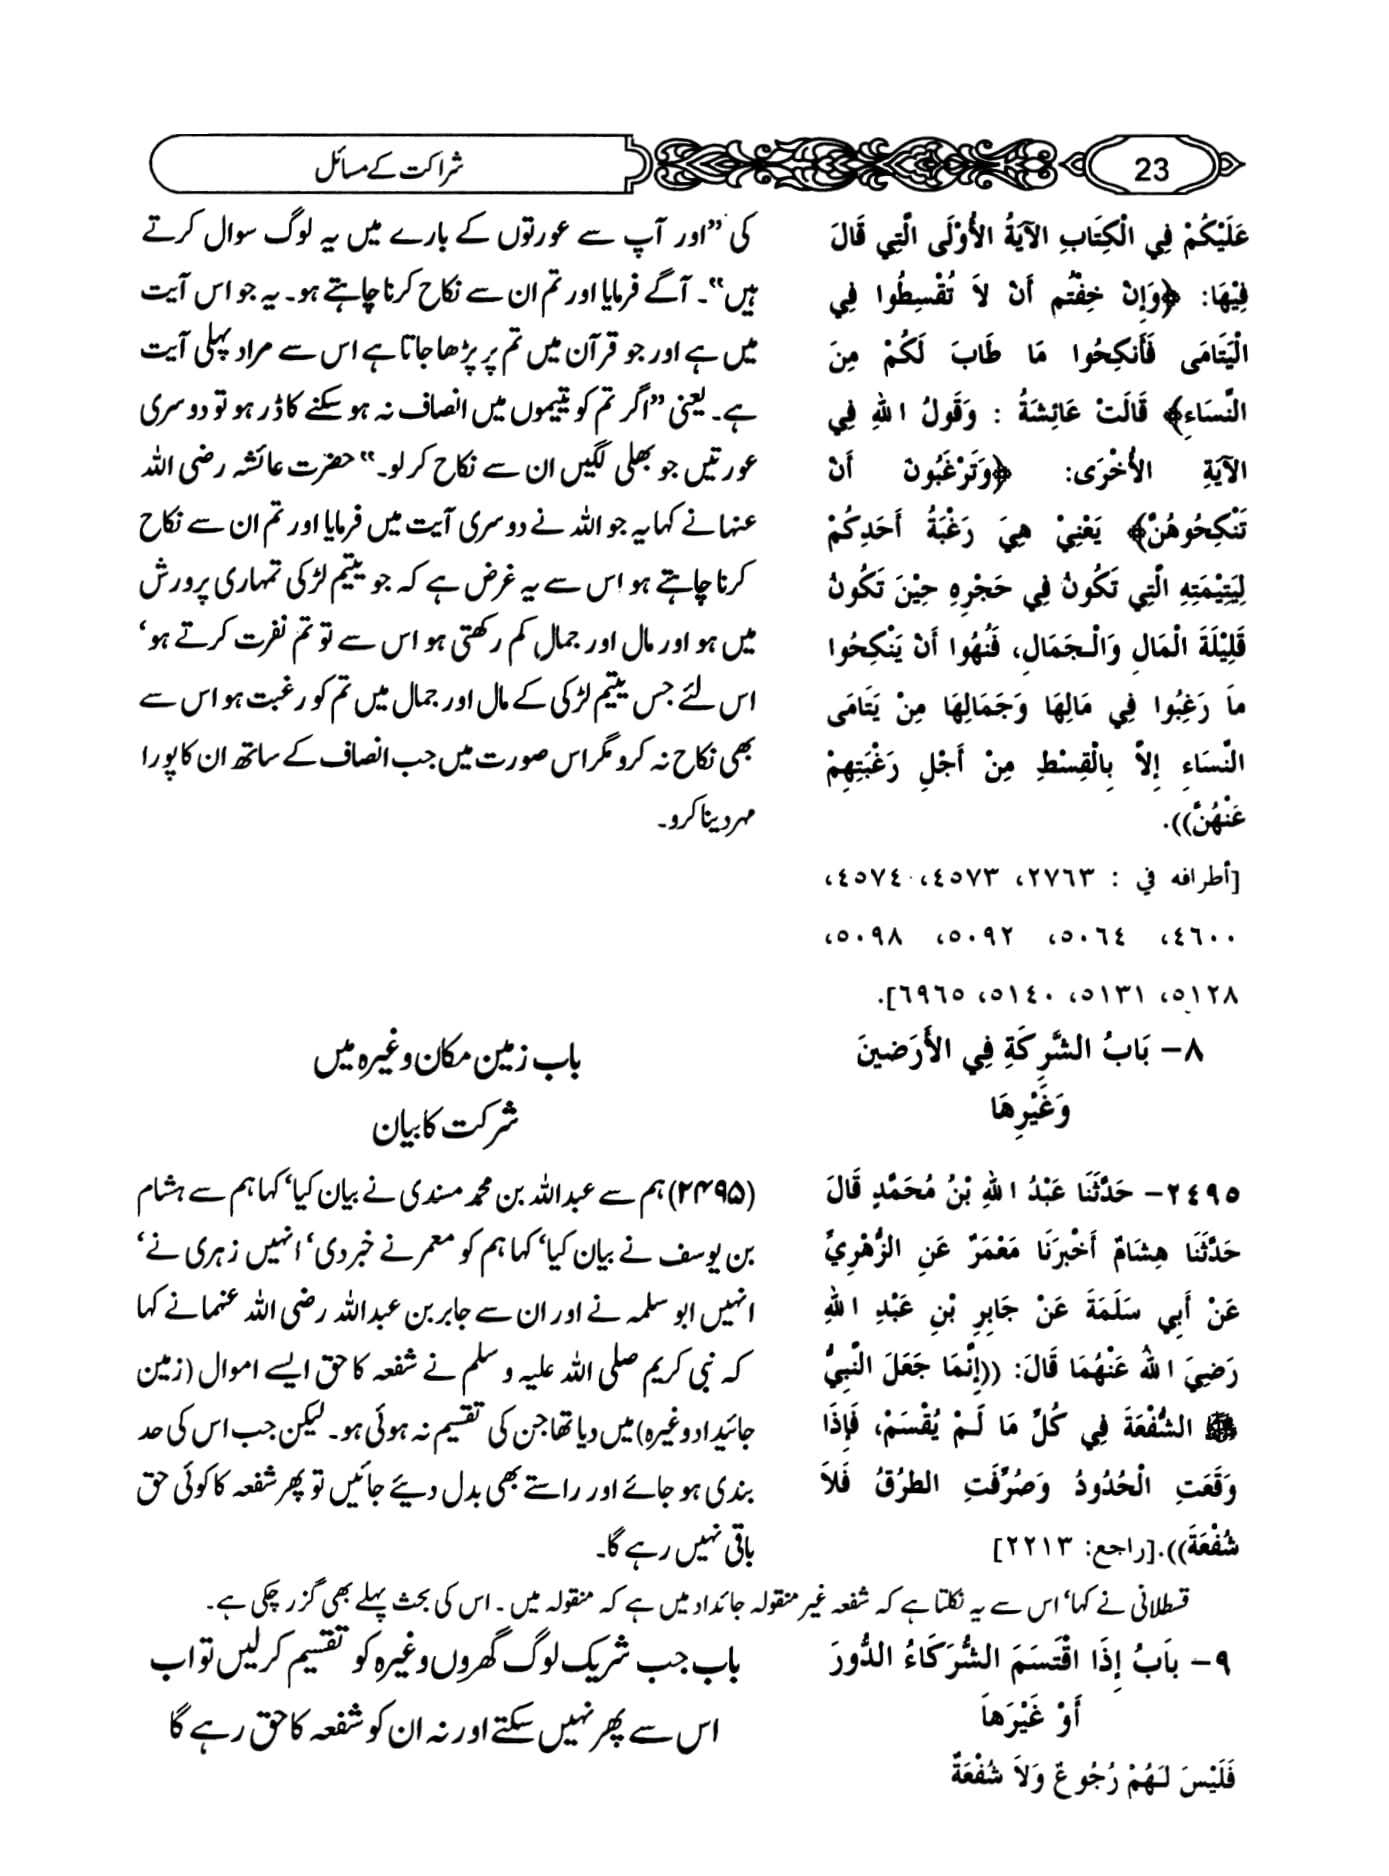 23
شراکت کے مسائل
عَلَيْكُمْ فِي الْكِتَابِ الآيَةُ الأُوْلَى الَّتِي قَالَ
فِيْهَا: ﴿وَإِنْ خِفْتُم أَنْ لاَ تُقْسِطُوا فِي
الْيَتَامَى فَأَنكِحُوا مَا طَابَ لَكُمْ مِنَ
النِّسَاءِ﴾ قَالَتْ عَائِشَةُ : وَقَولُ اللهِ فِي
الآيَةِ الأُخْرَى: ﴿وَتَرْغَبُونَ أَنْ
تَنْكِحُوهُنَّ﴾ يَعْنِيْ هِيَ رَغْبَةُ أَحَدِكُمْ
لِيَتِيْمَتِهِ الَّتِي تَكُونُ فِي حَجْرِهِ حِيْنَ تَكُونُ
قَلِيْلَةَ الْمَالِ وَالْـجَمَالِ، فَنُهُوا أَنْ يَنْكِحُوا
مَا رَغِبُوا فِي مَالِهَا وَجَمَالِهَا مِنْ يَتَامَى
النِّسَاءِ إِلاَّ بِالْقِسْطِ مِنْ أَجْلِ رَغْبَتِهِمْ
عَنْهُنَّ)).
[أطرافه في : ٢٧٦٣، ٤٥٧٣، ٤٥٧٤،
٤٦٠٠، ٥٠٦٤، ٥٠٩٢، ٥٠٩٨،
٥١٢٨، ٥١٣١، ٥١٤٠، ٦٩٦٥].
کی ”اور آپ سے عورتوں کے بارے میں یہ لوگ سوال کرتے
ہیں“۔ آگے فرمایا اور تم ان سے نکاح کرنا چاہتے ہو۔ یہ جو اس آیت
میں ہے اور جو قرآن میں تم پر پڑھا جاتا ہے اس سے مراد پہلی آیت
ہے۔ یعنی ”اگر تم کو یتیموں میں انصاف نہ ہو سکنے کا ڈر ہو تو دوسری
عورتیں جو بھلی لگیں ان سے نکاح کر لو۔“ حضرت عائشہ رضی اللہ
عنہا نے کہا یہ جو اللہ نے دوسری آیت میں فرمایا اور تم ان سے نکاح
کرنا چاہتے ہو اس سے یہ غرض ہے کہ جو یتیم لڑکی تمہاری پرورش
میں ہو اور مال اور جمال کم رکھتی ہو اس سے تو تم نفرت کرتے ہو‘
اس لئے جس یتیم لڑکی کے مال اور جمال میں تم کو رغبت ہو اس سے
بھی نکاح نہ کرو مگر اس صورت میں جب انصاف کے ساتھ ان کا پورا
مہر دینا کرو۔
٨- بَابُ الشَّرِكَةِ فِي الأَرَضينَ
وَغَيْرِهَا
باب زمین مکان وغیرہ میں
شرکت کا بیان
٢٤٩٥- حَدَّثَنَا عَبْدُ اللهِ بْنُ مُحَمَّدٍ قَالَ
حَدَّثَنَا هِشَامٌ أَخْبَرَنَا مَعْمَرٌ عَنِ الزُّهْرِيِّ
عَنْ أَبِي سَلَمَةَ عَنْ جَابِرِ بْنِ عَبْدِ اللهِ
رَضِيَ اللهُ عَنْهُمَا قَالَ: ((إِنَّمَا جَعَلَ النَّبِيُّ
ﷺ الشُّفْعَةَ فِي كُلِّ مَا لَـمْ يُقْسَمْ، فَإِذَا
وَقَعَتِ الْحُدُودُ وَصُرِّفَتِ الطُرُقُ فَلاَ
شُفْعَةَ)).[راجع: ٢٢١٣]
(۲۴۹۵) ہم سے عبداللہ بن محمد مسندی نے بیان کیا‘ کہا ہم سے ہشام
بن یوسف نے بیان کیا‘ کہا ہم کو معمر نے خبر دی‘ انہیں زہری نے‘
انہیں ابو سلمہ نے اور ان سے جابر بن عبداللہ رضی اللہ عنہما نے کہا
کہ نبی کریم صلی اللہ علیہ و سلم نے شفعہ کا حق ایسے اموال (زمین
جائیداد وغیرہ) میں دیا تھا جن کی تقسیم نہ ہوئی ہو۔ لیکن جب اس کی حد
بندی ہو جائے اور راستے بھی بدل دیئے جائیں تو پھر شفعہ کا کوئی حق
باقی نہیں رہے گا۔
قسطلانی نے کہا‘ اس سے یہ نکلتا ہے کہ شفعہ غیر منقولہ جائداد میں ہے کہ منقولہ میں۔ اس کی بحث پہلے بھی گزر چکی ہے۔
٩- بَابُ إِذَا اقْتَسَمَ الشُّرَكَاءُ الدُّورَ
أَوْ غَيْرَهَا
فَلَيْسَ لَـهُمْ رُجُوعٌ وَلاَ شُفْعَةٌ
باب جب شریک لوگ گھروں وغیرہ کو تقسیم کر لیں تو اب
اس سے پھر نہیں سکتے اور نہ ان کو شفعہ کا حق رہے گا